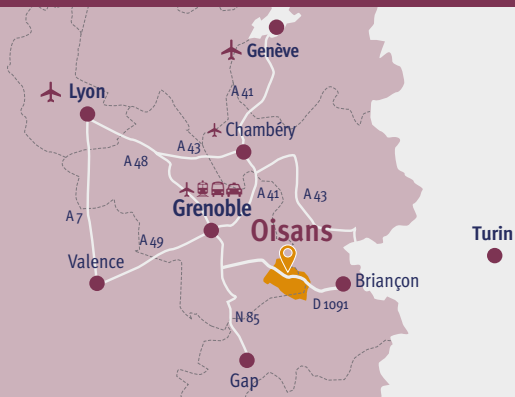 Genève
Lyon
A 41
Chambéry
A 43
A 48
Grenoble
A 41
A 43
A 7
Oisans
Turin
A 49
Valence
Briançon
D 1091
N 85
Gap